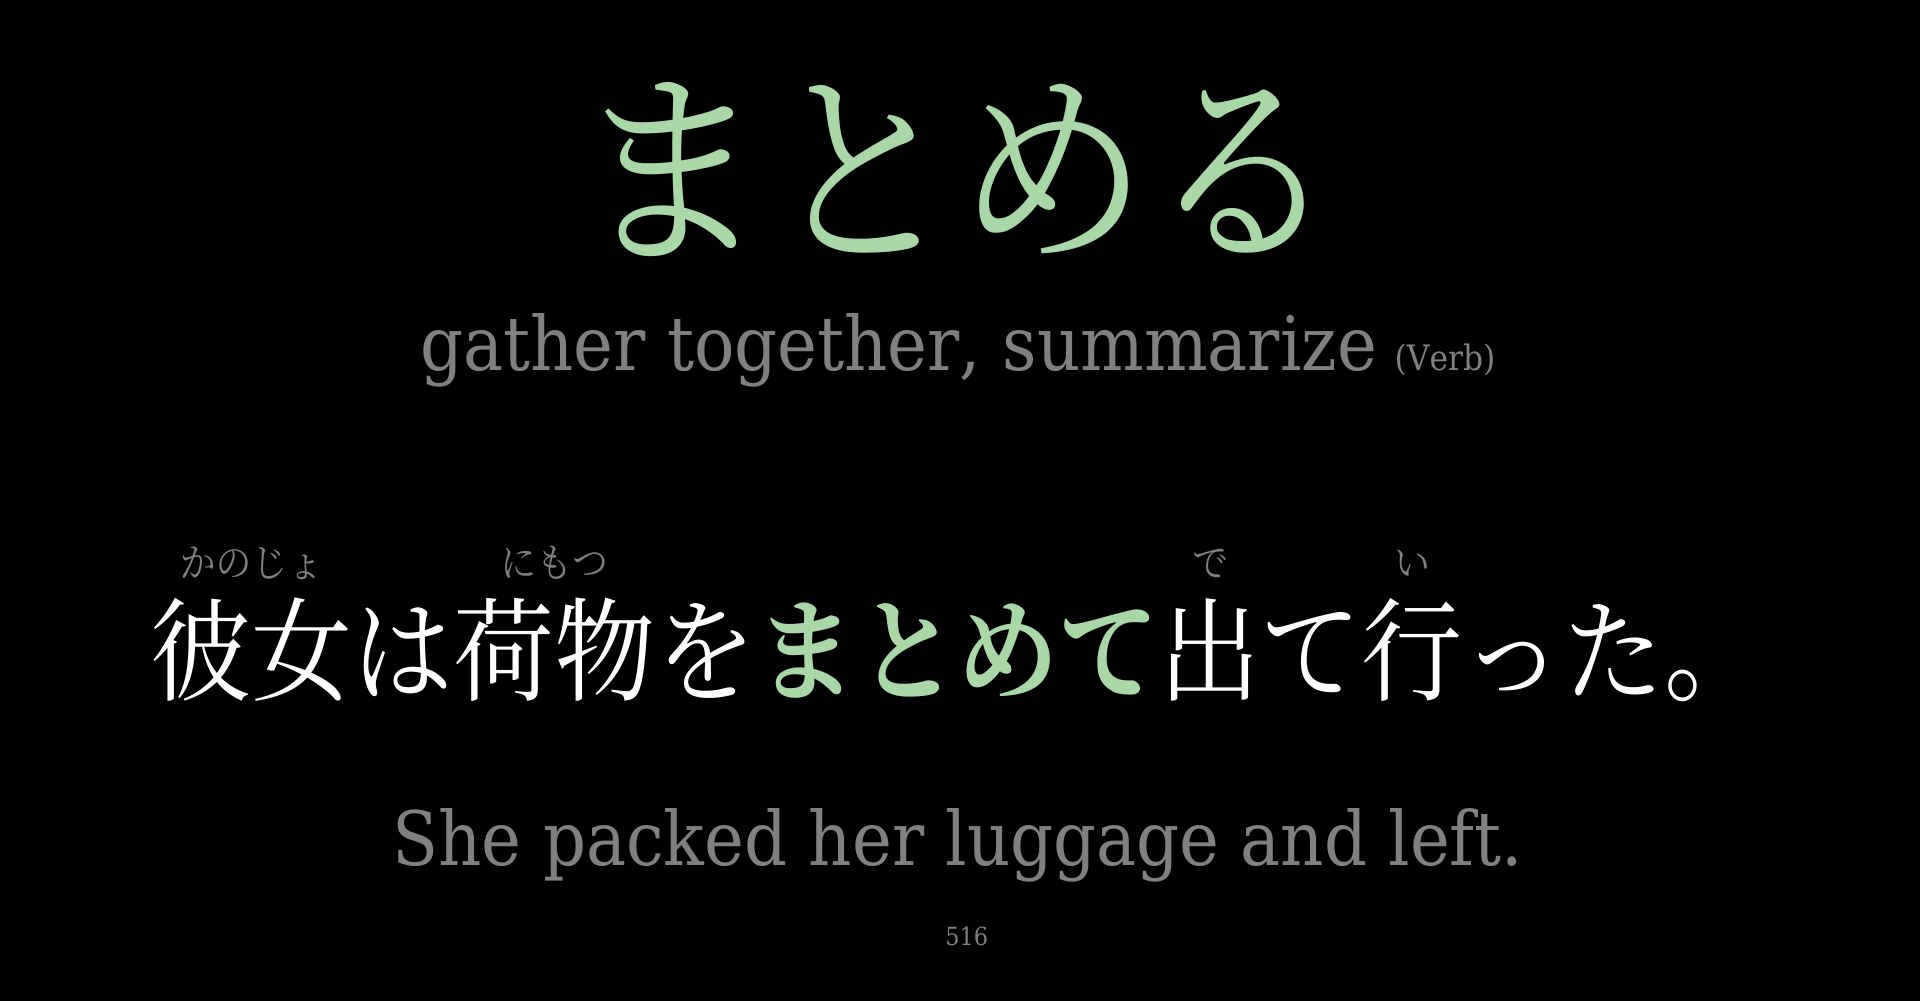 まとめる
gather together, summarize (Verb)
かのじょ にもつ で い
彼女は荷物をまとめて出て行った。
She packed her luggage and left.
516